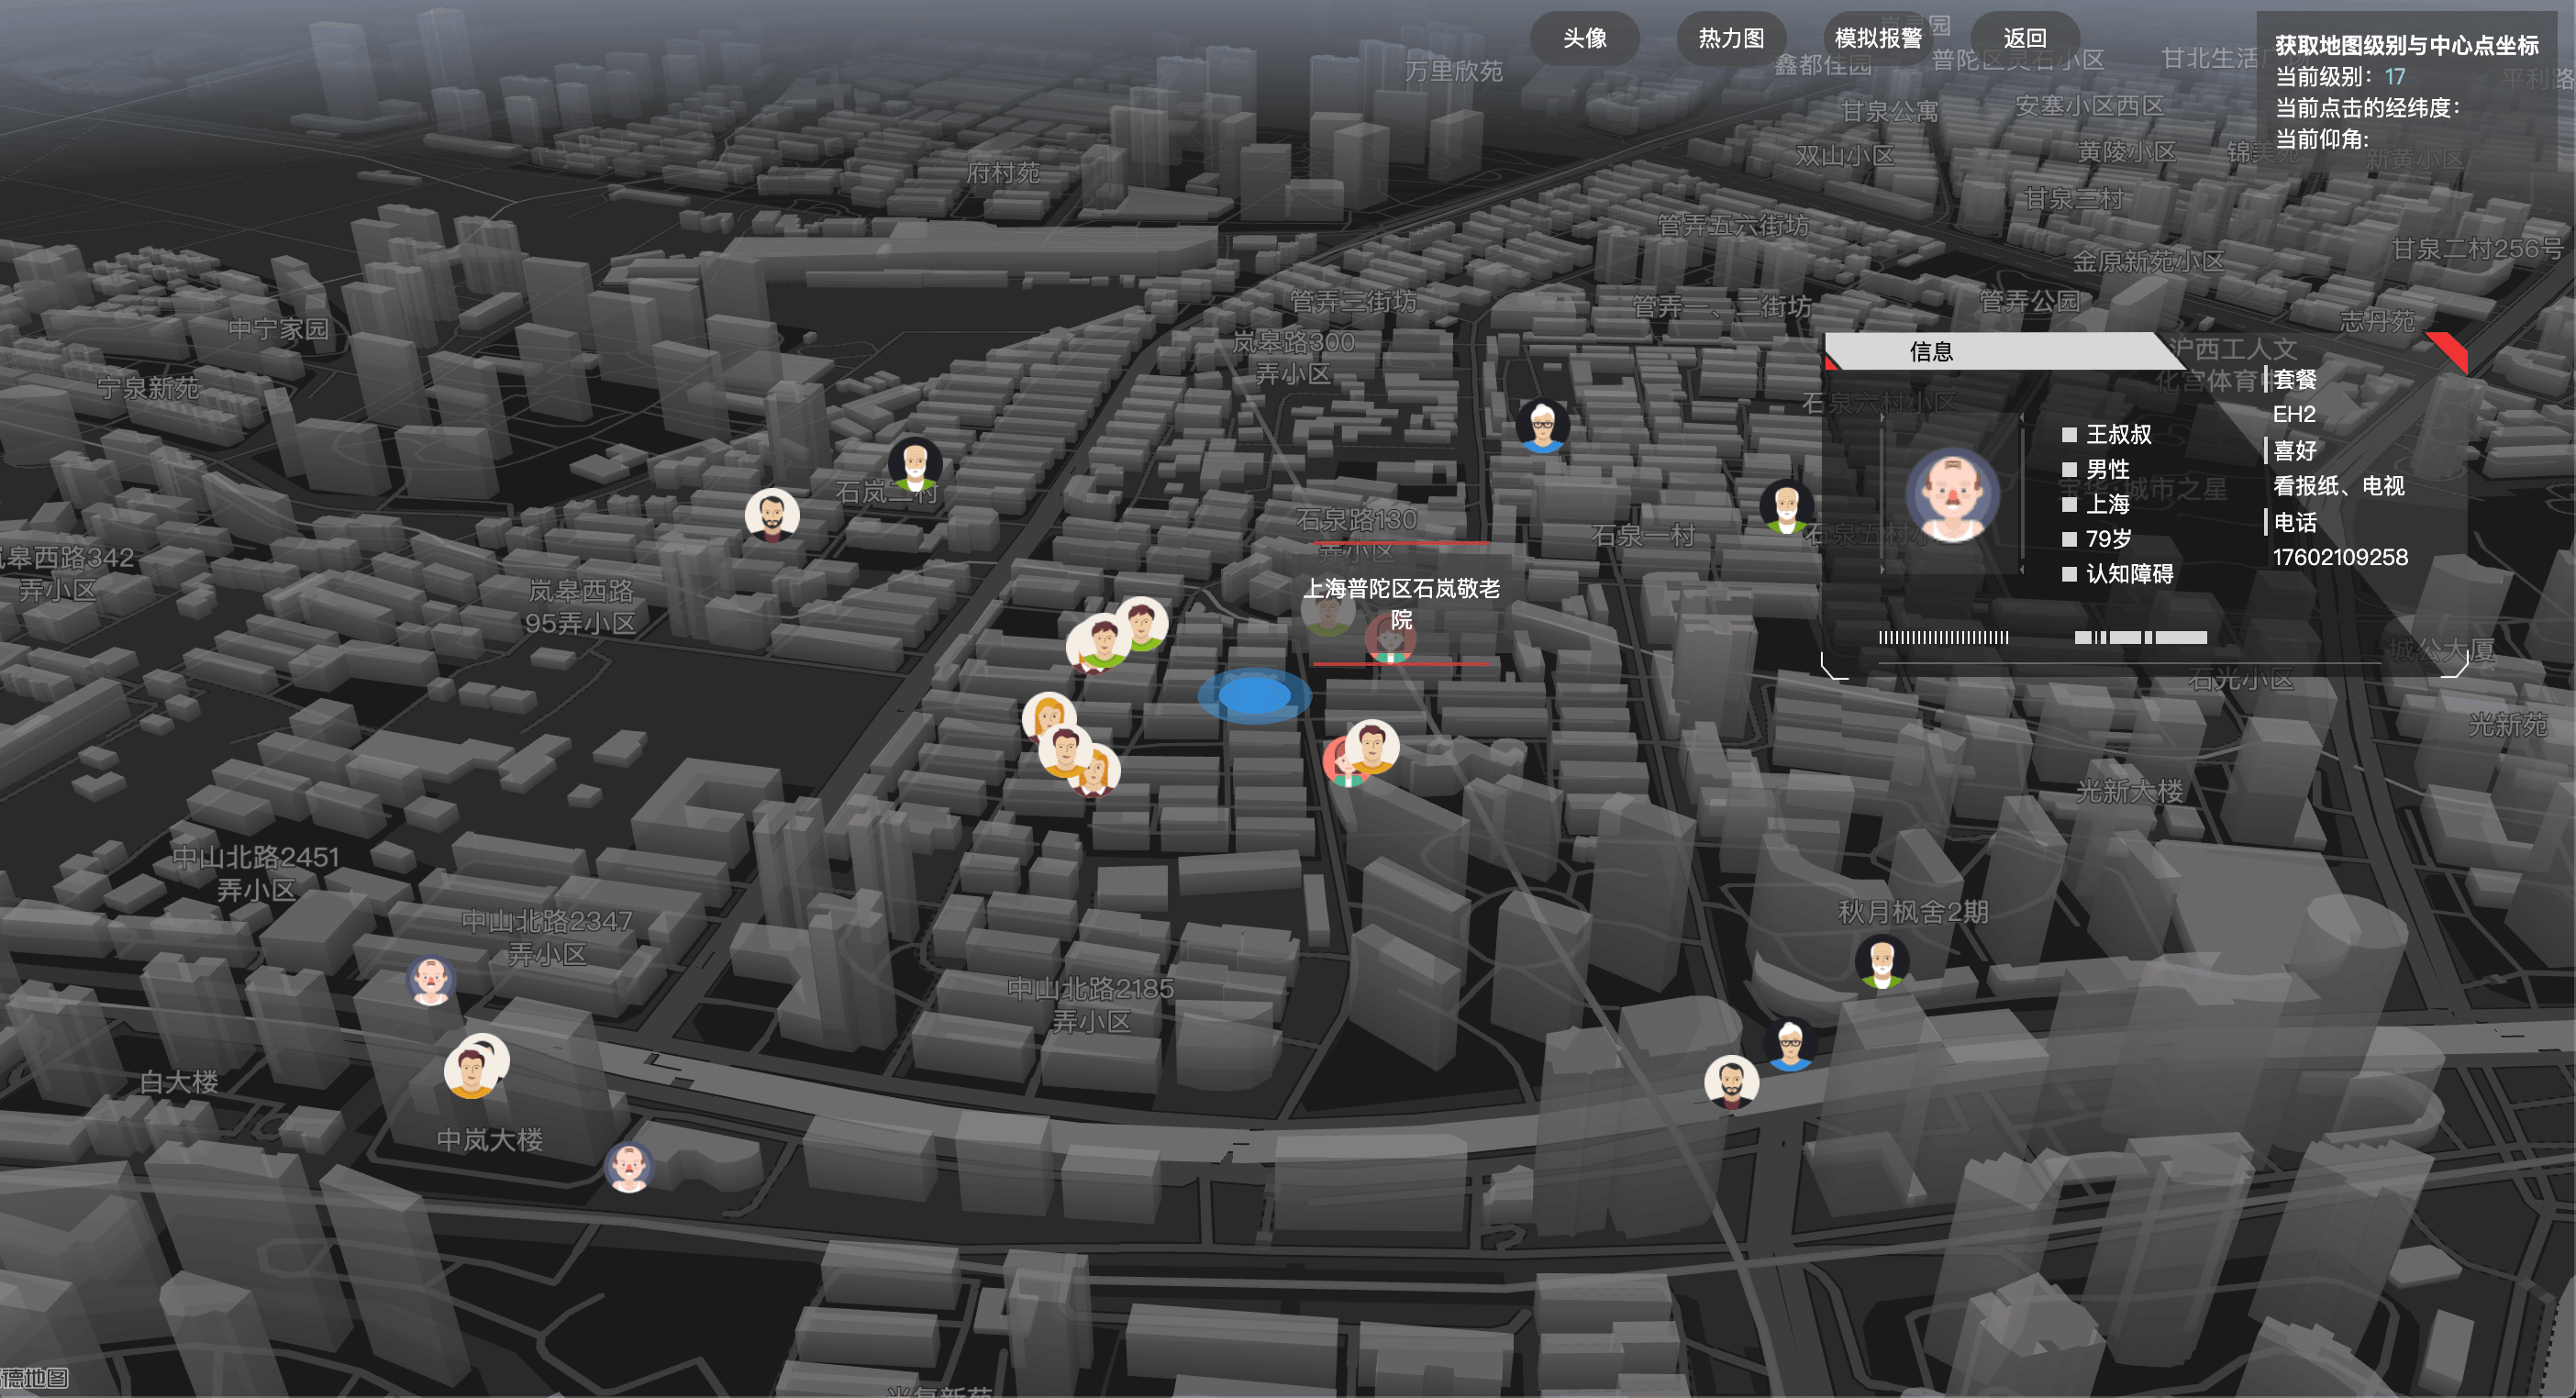 头像
热力图
模拟报警
返回
获取地图级别与中心点坐标
当前级别：17
当前点击的经纬度：
当前仰角:
万里欣苑
鑫都佳园
普陀区灵石小区
甘北生活
平利路
甘泉公寓
安塞小区西区
双山小区
黄陵小区
锦美苑
新黄小区
府村苑
甘泉三村
管弄五六街坊
金原新苑小区
甘泉二村256号
管弄三街坊
管弄一、二街坊
管弄公园
志丹苑
中宁家园
岚皋路300
弄小区
宁泉新苑
沪西工人文
化宫体育中
信息
套餐
EH2
喜好
看报纸、电视
电话
17602109258
王叔叔
男性
上海
79岁
认知障碍
石泉六村小区
城市之星
石岚二村
石泉路130
弄小区
石泉一村
石泉五村小
岚皋西路342
弄小区
岚皋西路
95弄小区
上海普陀区石岚敬老
院
城公大厦
石光小区
光新苑
光新大楼
中山北路2451
弄小区
中山北路2347
弄小区
秋月枫舍2期
中山北路2185
弄小区
白大楼
中岚大楼
德地图
光复新苑